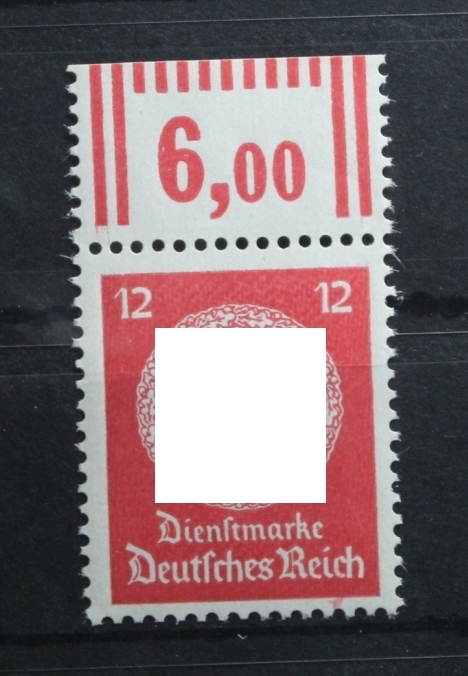 6,00
12 12
Dienſtmarke
Deutſches Reich